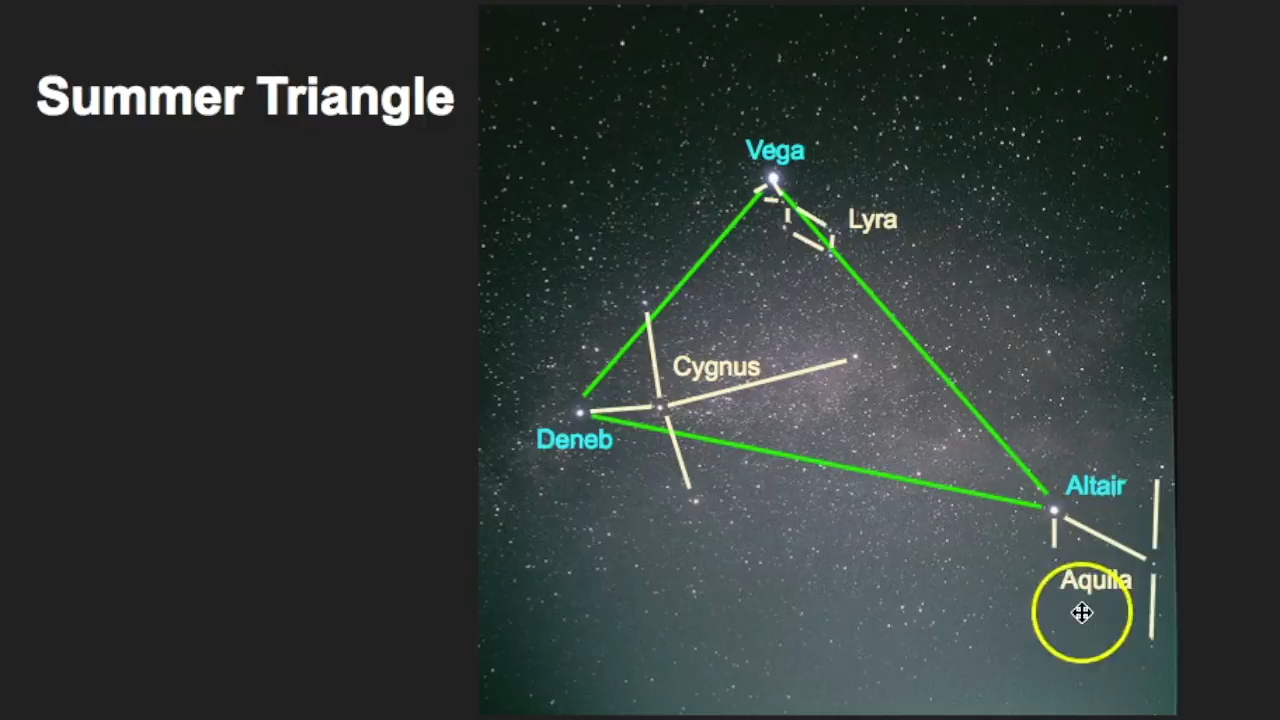 Summer Triangle
Vega
Lyra
Cygnus
Deneb
Altair
Aquila